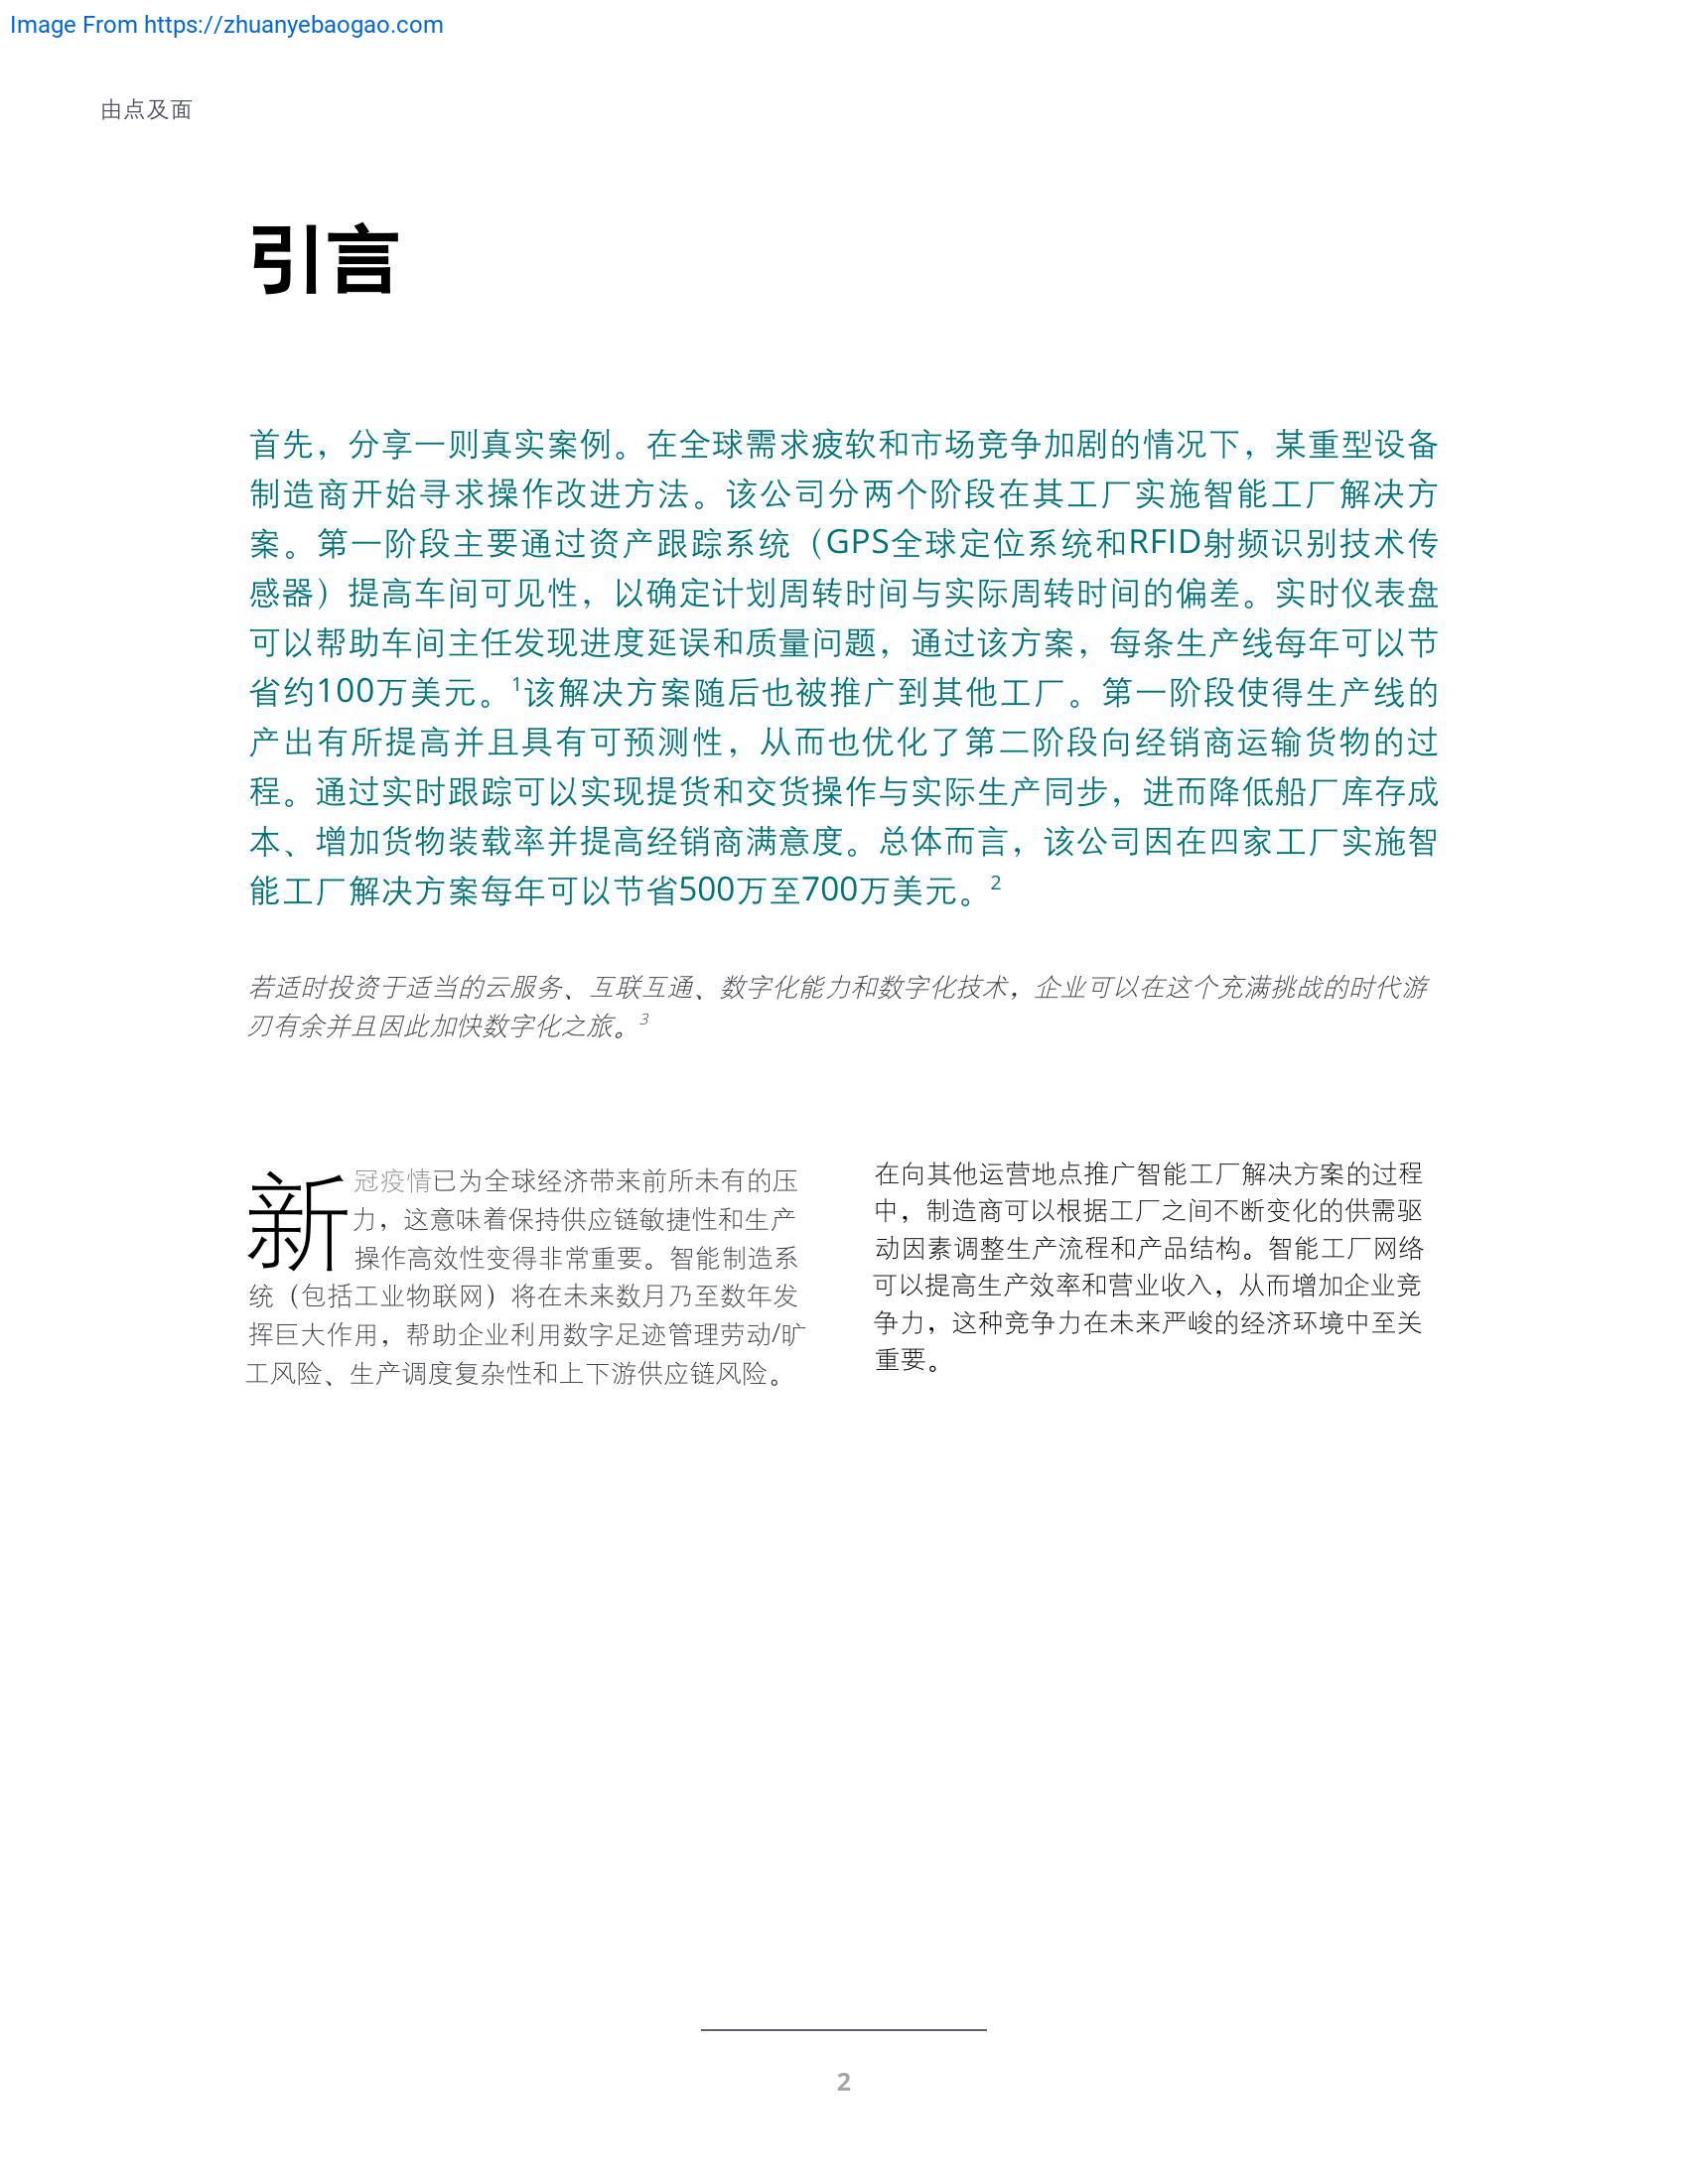 Image From https://zhuanyebaogao.com
由点及面
引言
首先，分享一则真实案例。在全球需求疲软和市场竞争加剧的情况下，某重型设备
制造商开始寻求操作改进方法。该公司分两个阶段在其工厂实施智能工厂解决方
案。第一阶段主要通过资产跟踪系统（GPS全球定位系统和RFID射频识别技术传
感器）提高车间可见性，以确定计划周转时间与实际周转时间的偏差。实时仪表盘
可以帮助车间主任发现进度延误和质量问题，通过该方案，每条生产线每年可以节
省约100万美元。1该解决方案随后也被推广到其他工厂。第一阶段使得生产线的
产出有所提高并且具有可预测性，从而也优化了第二阶段向经销商运输货物的过
程。通过实时跟踪可以实现提货和交货操作与实际生产同步，进而降低船厂库存成
本、增加货物装载率并提高经销商满意度。总体而言，该公司因在四家工厂实施智
能工厂解决方案每年可以节省500万至700万美元。2
若适时投资于适当的云服务、互联互通、数字化能力和数字化技术，企业可以在这个充满挑战的时代游
刃有余并且因此加快数字化之旅。3
新冠疫情已为全球经济带来前所未有的压
力，这意味着保持供应链敏捷性和生产
操作高效性变得非常重要。智能制造系
统（包括工业物联网）将在未来数月乃至数年发
挥巨大作用，帮助企业利用数字足迹管理劳动/旷
工风险、生产调度复杂性和上下游供应链风险。
在向其他运营地点推广智能工厂解决方案的过程
中，制造商可以根据工厂之间不断变化的供需驱
动因素调整生产流程和产品结构。智能工厂网络
可以提高生产效率和营业收入，从而增加企业竞
争力，这种竞争力在未来严峻的经济环境中至关
重要。
2